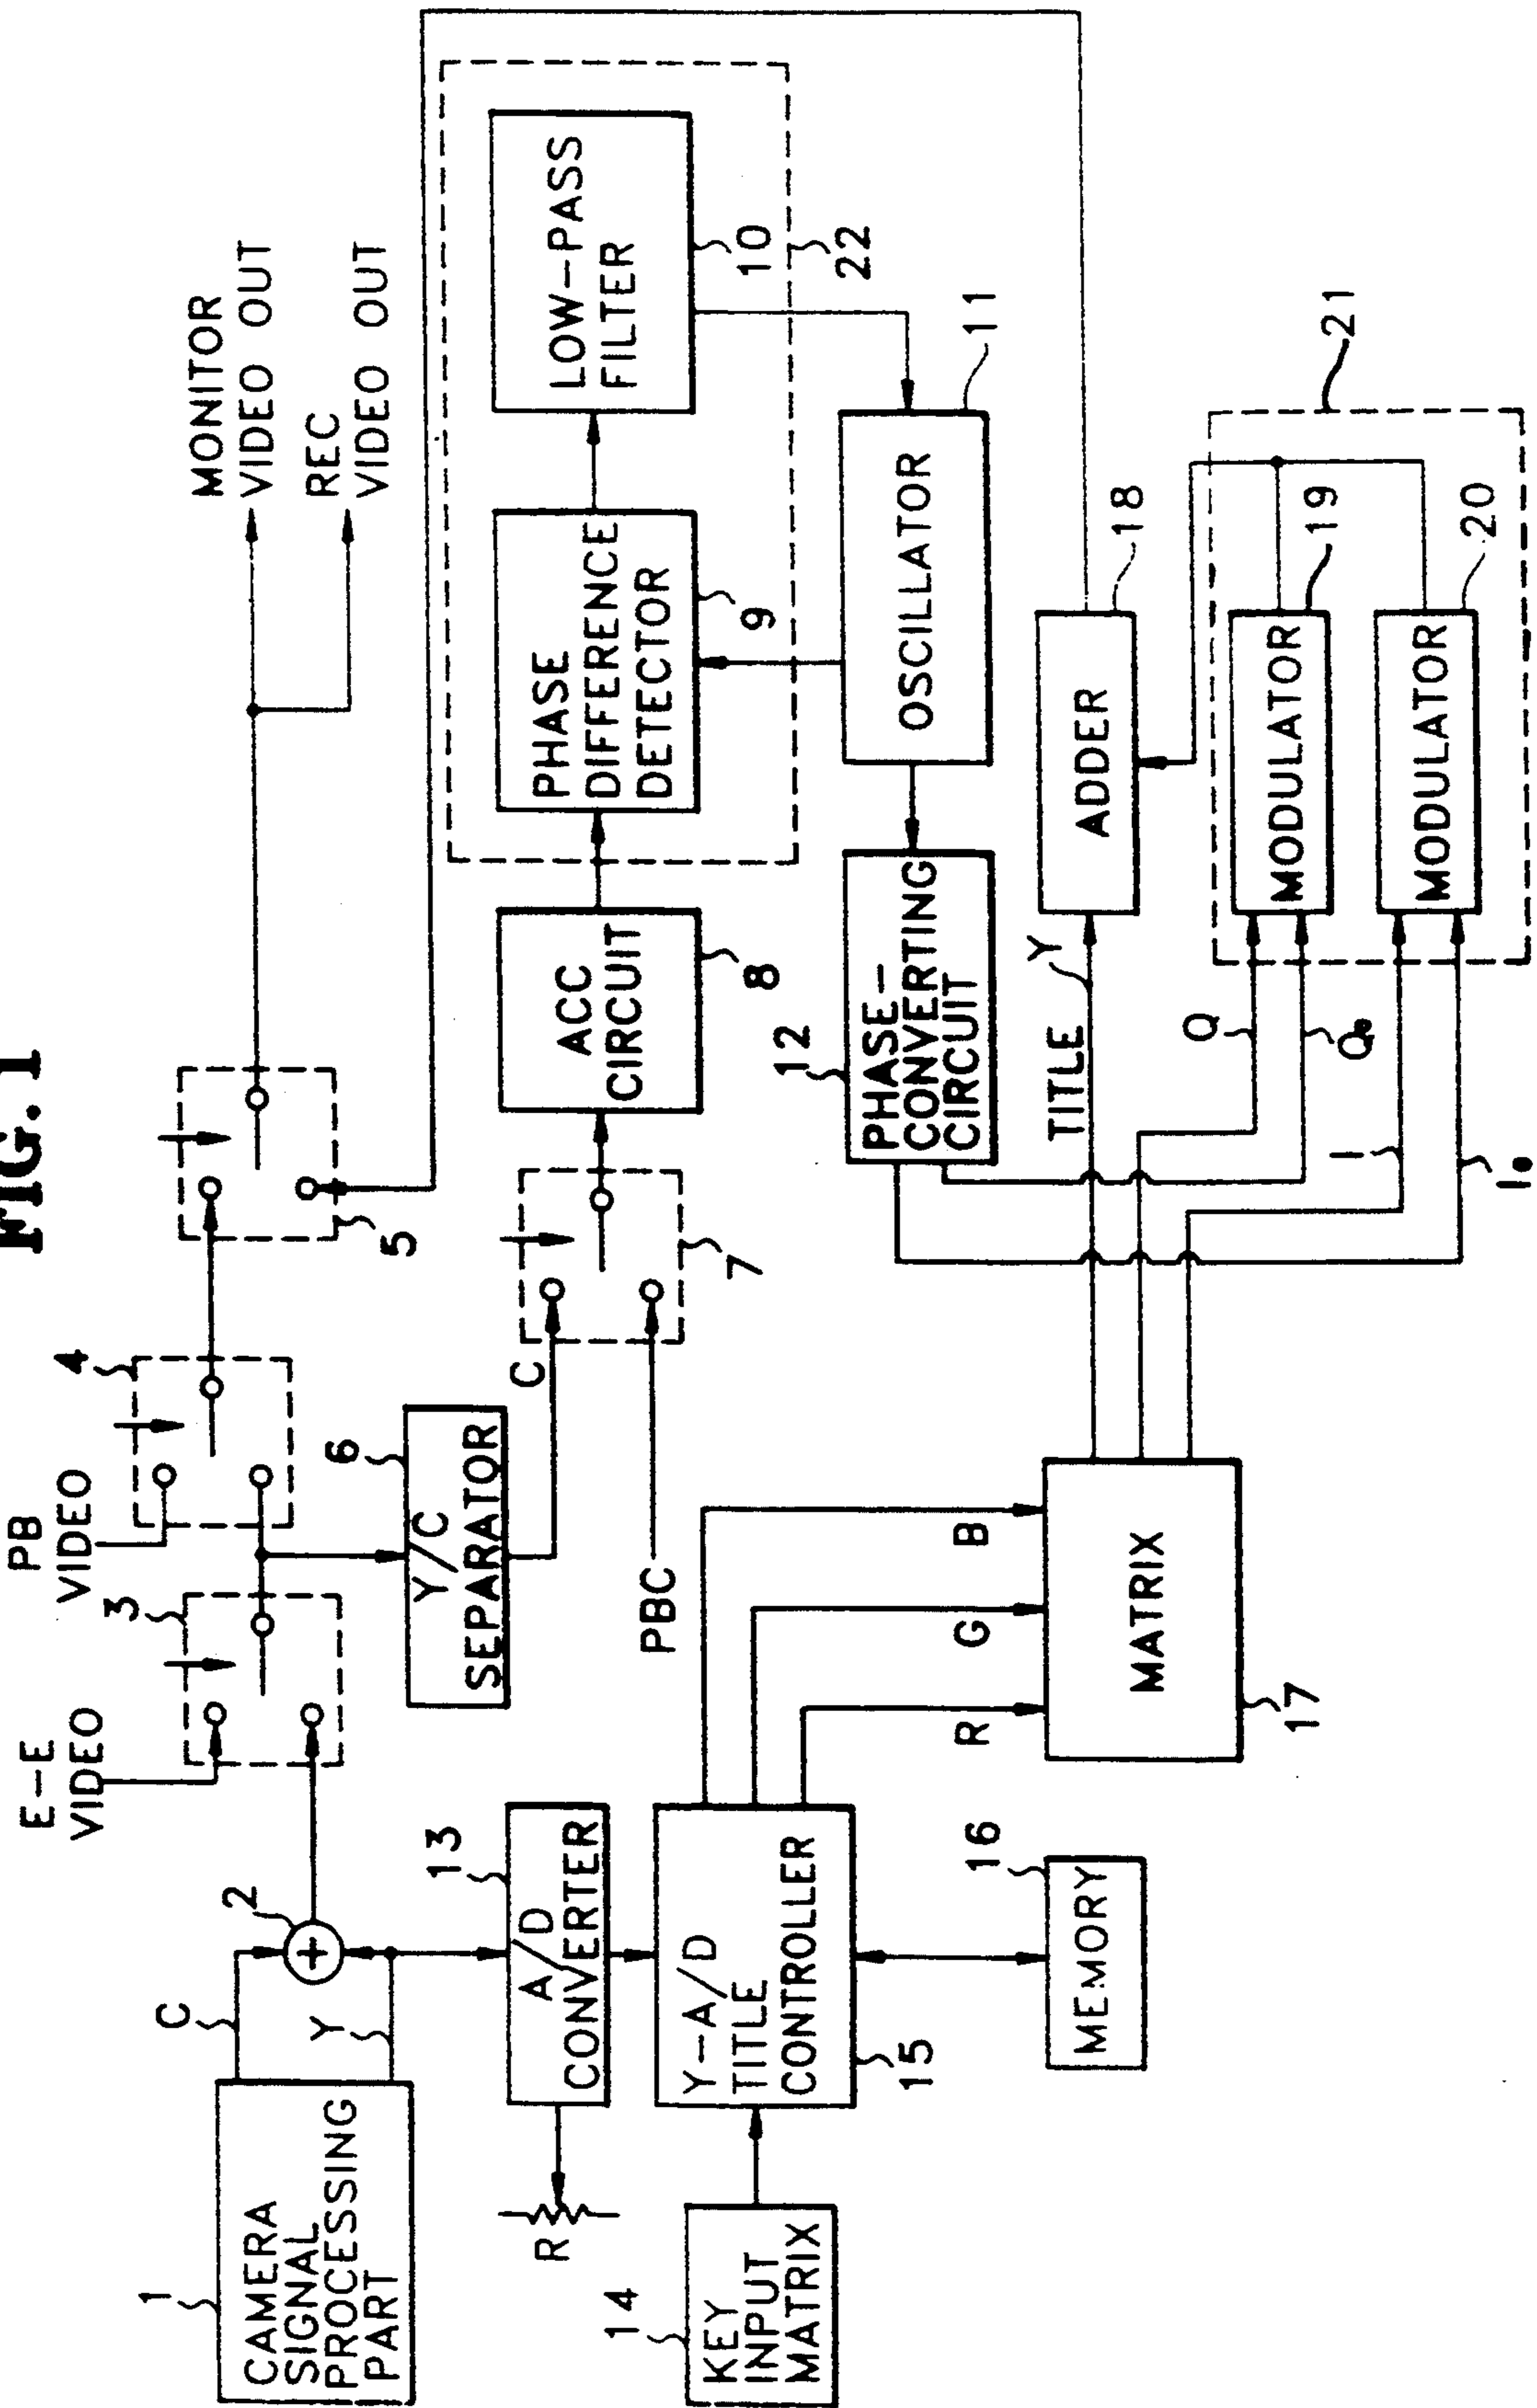 FIG. 1
E-E
VIDEO
PB
VIDEO
MONITOR
VIDEO OUT
REC
VIDEO OUT
1
CAMERA
SIGNAL
PROCESSING
PART
C
Y
2
+
3
4
5
6
Y/C
SEPARATOR
C
PBC
7
ACC
CIRCUIT
8
PHASE
DIFFERENCE
DETECTOR
9
LOW-PASS
FILTER
10
22
OSCILLATOR
11
12
PHASE-
CONVERTING
CIRCUIT
13
A/D
CONVERTER
R
14
KEY
INPUT
MATRIX
Y-A/D
TITLE
CONTROLLER
15
16
MEMORY
R
G
B
MATRIX
17
TITLE
Y
ADDER
18
Q
Q₀
I
I₀
MODULATOR
19
MODULATOR
20
21